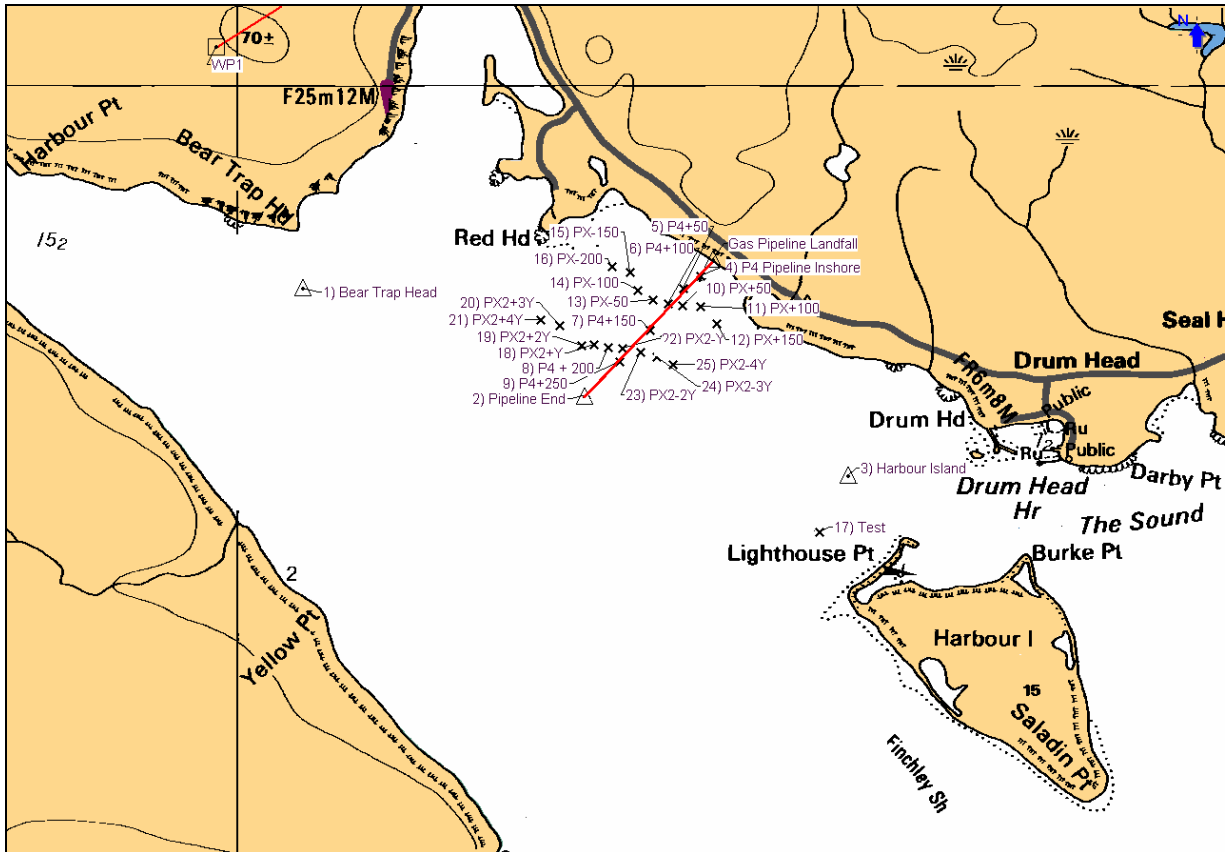 N
70±
WP1
F25m12M
Harbour Pt
Bear Trap Hd
15₂
Red Hd
5) P4+50
15) PX-150
6) P4+100
Gas Pipeline Landfall
16) PX-200
4) P4 Pipeline Inshore
14) PX-100
10) PX+50
1) Bear Trap Head
13) PX-50
11) PX+100
20) PX2+3Y
21) PX2+4Y
7) P4+150
19) PX2+2Y
22) PX2-Y
12) PX+150
18) PX2+Y
8) P4 + 200
25) PX2-4Y
9) P4+250
24) PX2-3Y
2) Pipeline End
23) PX2-2Y
Seal H
Drum Head
FR6m8M
Public
Drum Hd
Ru
7₂
Ru
Public
3) Harbour Island
Darby Pt
Drum Head
Hr
The Sound
17) Test
Lighthouse Pt
Burke Pt
2
Yellow Pt
Harbour I
15
Saladin Pt
Finchley Sh